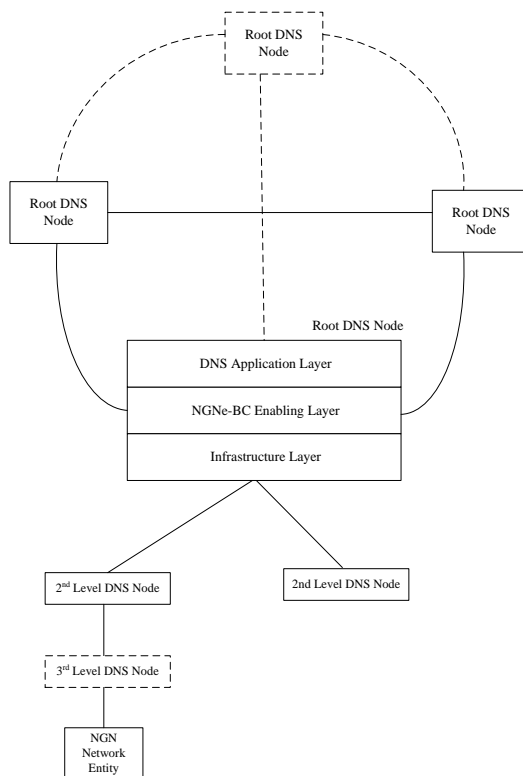 Root DNS
Node
Root DNS
Node
Root DNS
Node
Root DNS Node
DNS Application Layer
NGNe-BC Enabling Layer
Infrastructure Layer
2nd Level DNS Node
2nd Level DNS Node
3rd Level DNS Node
NGN
Network
Entity